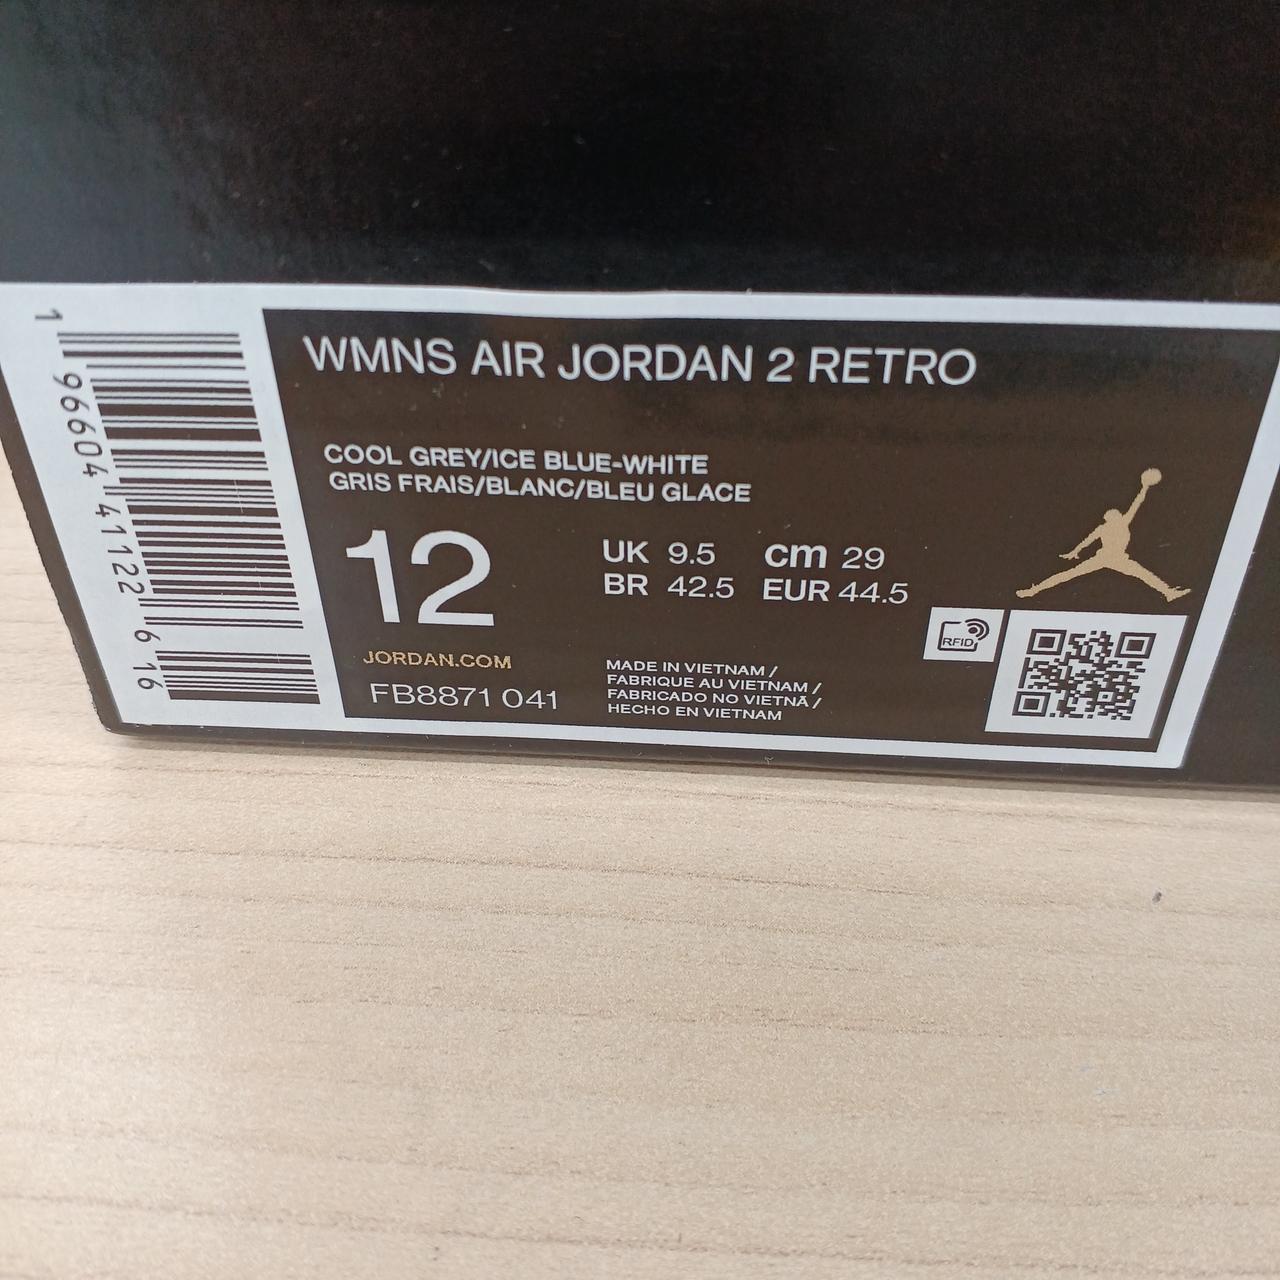 WMNS AIR JORDAN 2 RETRO
COOL GREY/ICE BLUE-WHITE
GRIS FRAIS/BLANC/BLEU GLACE
12
UK 9.5 cm 29
BR 42.5 EUR 44.5
JORDAN.COM
FB8871 041
MADE IN VIETNAM /
FABRIQUE AU VIETNAM /
FABRICADO NO VIETNÃ /
HECHO EN VIETNAM
RFID
1 96604 41122 6 16